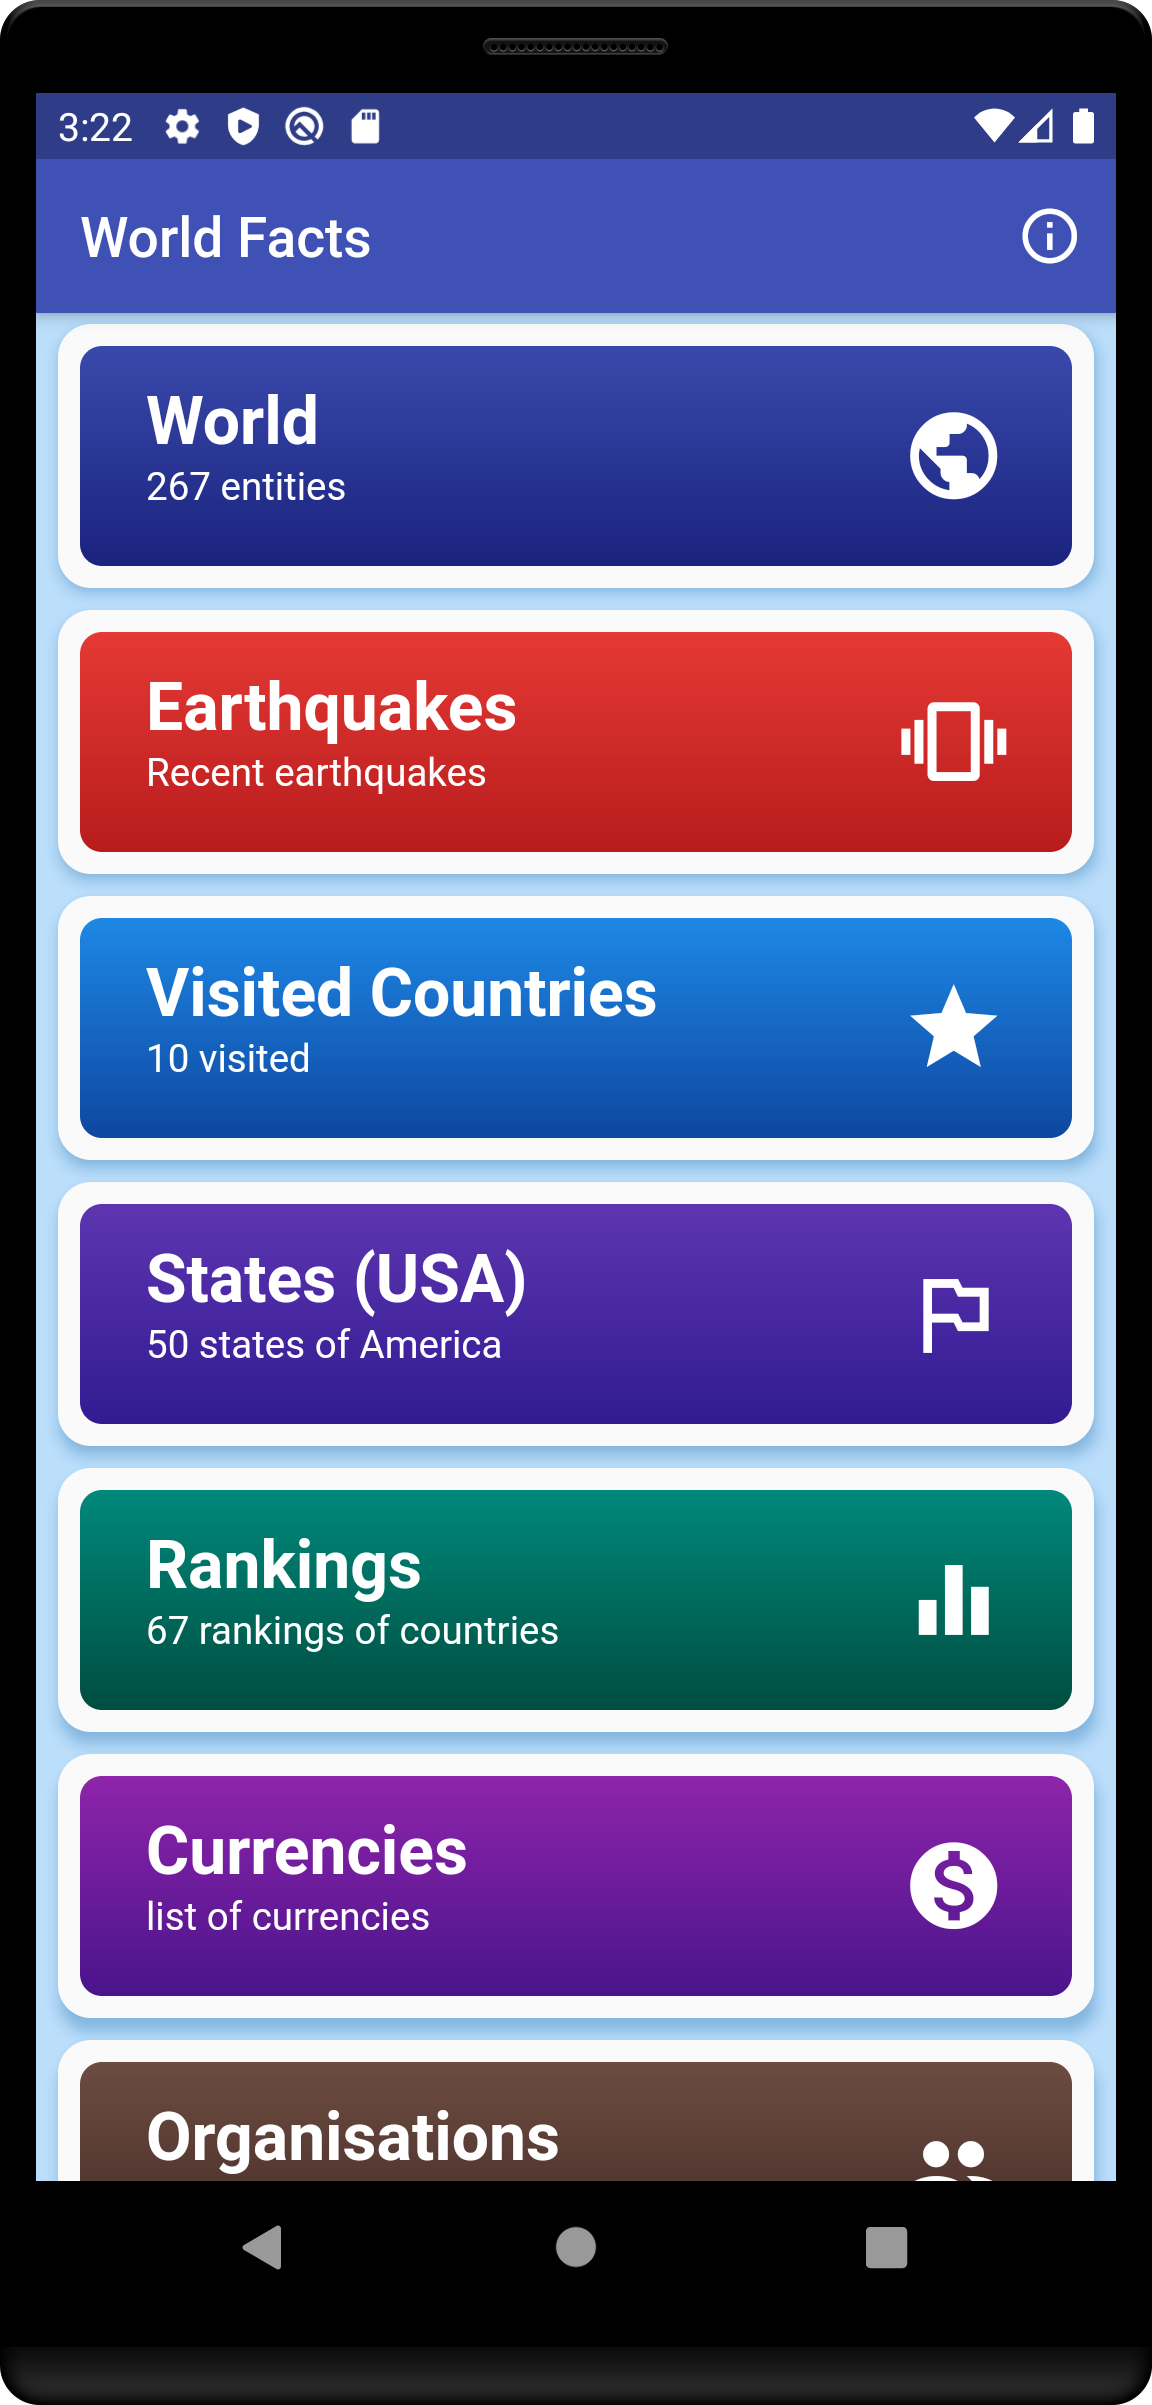 3:22
World Facts
World
267 entities
Earthquakes
Recent earthquakes
Visited Countries
10 visited
States (USA)
50 states of America
Rankings
67 rankings of countries
Currencies
list of currencies
Organisations